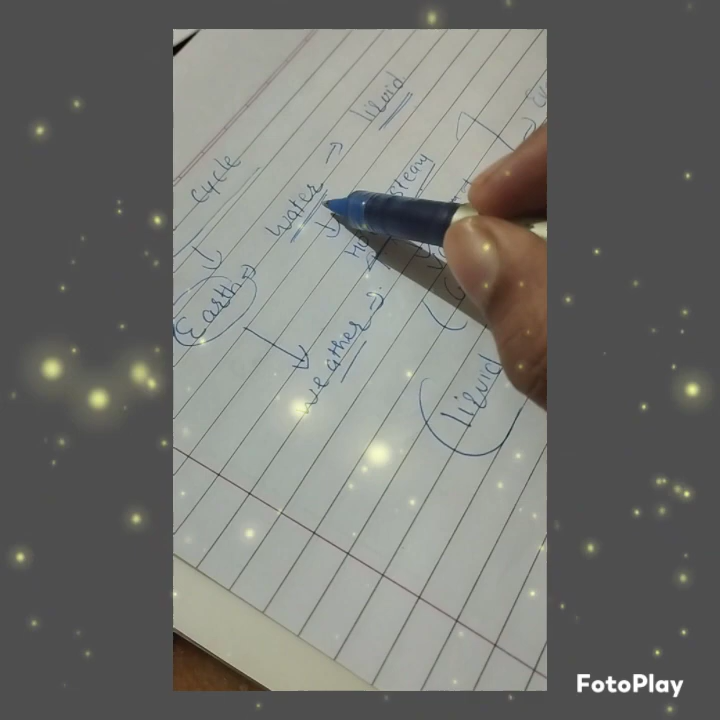 cycle
↓
Earth ⇒ Water → liquid
↓
steam
↓
weather →
(liquid
FotoPlay